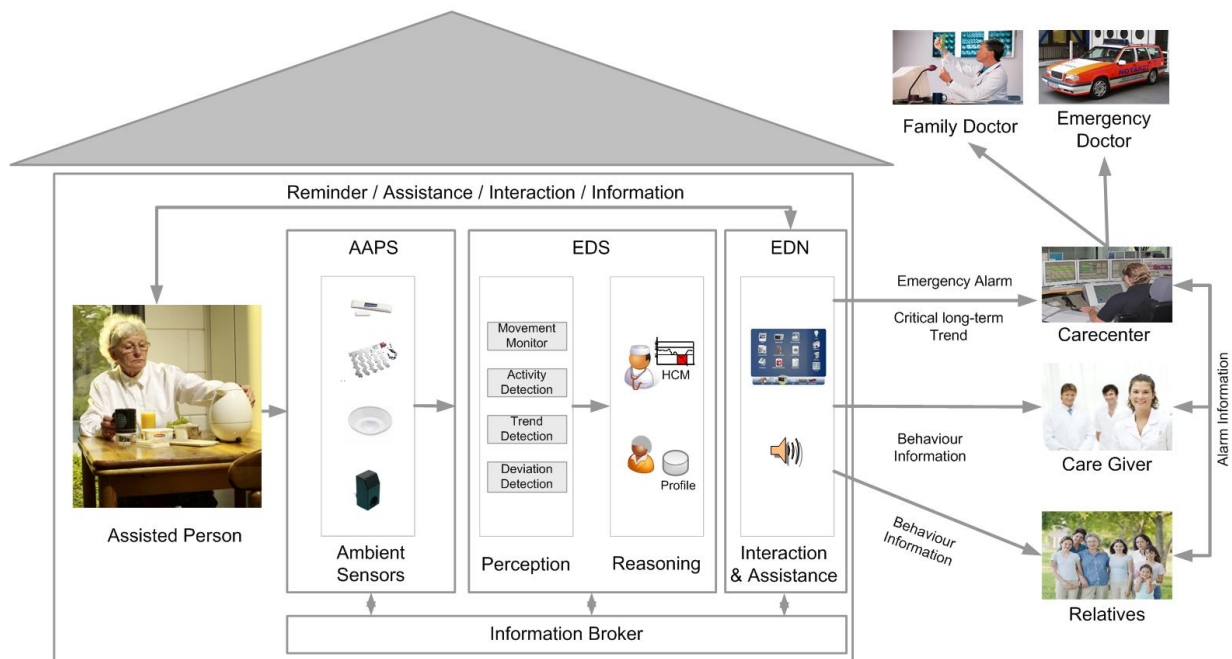 Family Doctor
Emergency
Doctor
NOTARZT
Reminder / Assistance / Interaction / Information
AAPS
EDS
EDN
Movement
Monitor
Activity
Detection
Trend
Detection
Deviation
Detection
HCM
Profile
Emergency Alarm
Critical long-term
Trend
Carecenter
Behaviour
Information
Care Giver
Alarm Information
Behaviour
Information
Relatives
Assisted Person
Ambient
Sensors
Perception
Reasoning
Interaction
& Assistance
Information Broker